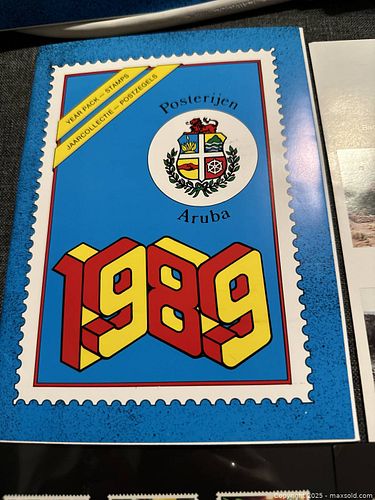 YEAR PACK — STAMPS
JAARCOLLECTIE — POSTZEGELS
Posterijen
Aruba
1989
Copyright 2025 - maxsold.com